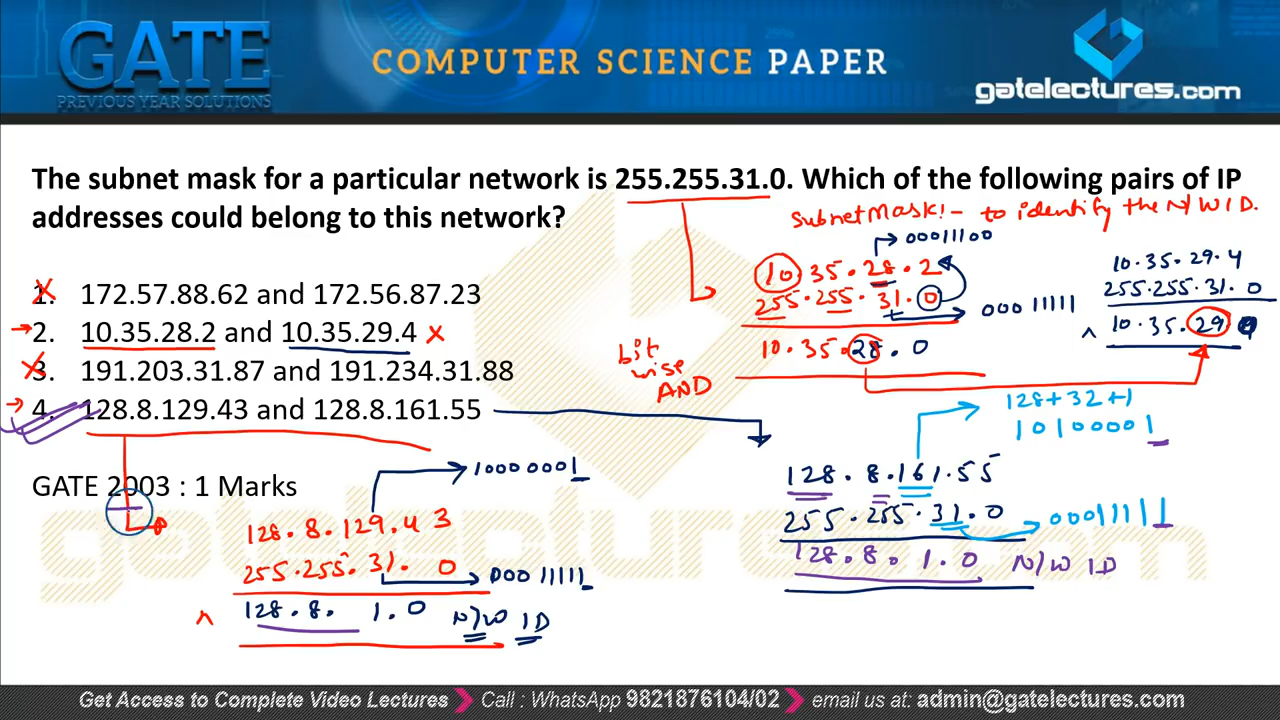 GATE
PREVIOUS YEAR SOLUTIONS
COMPUTER SCIENCE PAPER
gatelectures.com
The subnet mask for a particular network is 255.255.31.0. Which of the following pairs of IP
addresses could belong to this network?
SubnetMask!- to identify the N/W ID.
1. 172.57.88.62 and 172.56.87.23
2. 10.35.28.2 and 10.35.29.4 x
3. 191.203.31.87 and 191.234.31.88
4. 128.8.129.43 and 128.8.161.55
GATE 2003 : 1 Marks
00011100
10.35.28.2
255.255.31.0
00011111
10.35.28.0
bit
wise
AND
10.35.29.4
255.255.31.0
^ 10.35.29
128+32+1
10100001
128.8.161.55
255.255.31.0
00011111
128.8.1.0 N/W ID
10000001
128.8.129.43
255.255.31.0
00011111
^ 128.8.1.0 N/W ID
gatelectures.com
Get Access to Complete Video Lectures
Call : WhatsApp 9821876104/02
email us at: admin@gatelectures.com